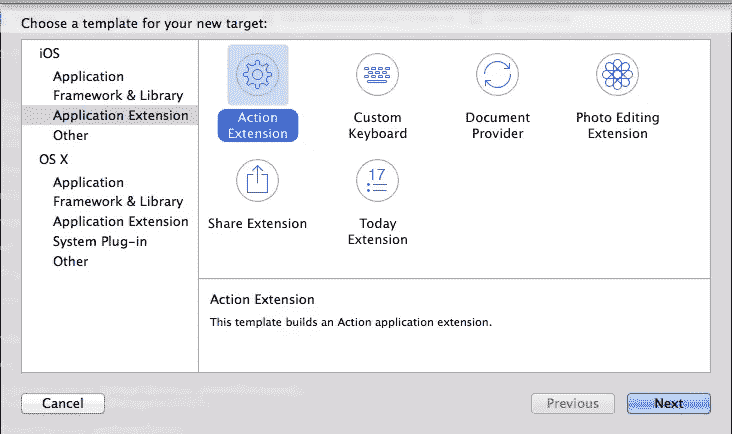 Choose a template for your new target:
iOS
Application
Framework & Library
Application Extension
Other
OS X
Application
Framework & Library
Application Extension
System Plug-in
Other
Action
Extension
Custom
Keyboard
Document
Provider
Photo Editing
Extension
Share Extension
17
Today
Extension
Action Extension
This template builds an Action application extension.
Cancel
Previous
Next